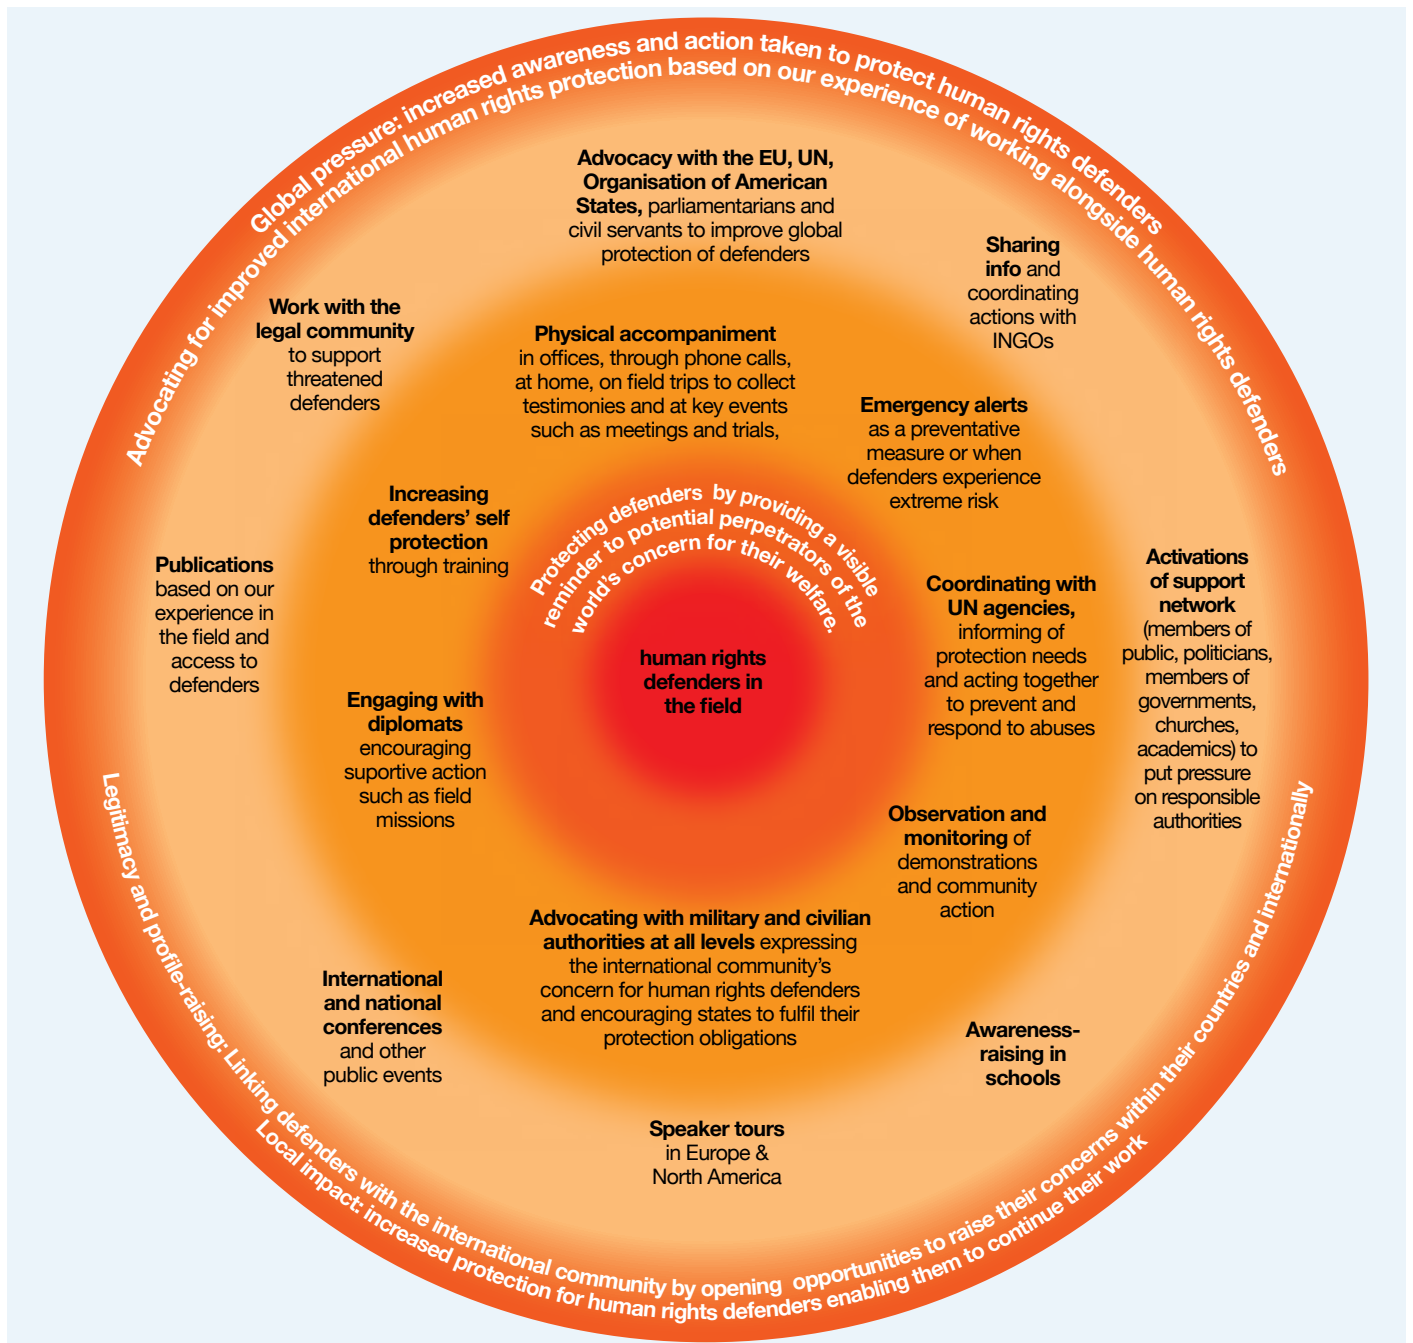 Global pressure: increased awareness and action taken to protect human rights defenders
Advocating for improved international human rights protection based on our experience of working alongside human rights defenders
Advocacy with the EU, UN,
Organisation of American
States, parliamentarians and
civil servants to improve global
protection of defenders
Sharing
info and
coordinating
actions with
INGOs
Work with the
legal community
to support
threatened
defenders
Physical accompaniment
in offices, through phone calls,
at home, on field trips to collect
testimonies and at key events
such as meetings and trials,
Emergency alerts
as a preventative
measure or when
defenders experience
extreme risk
Increasing
defenders' self
protection
through training
Protecting defenders by providing a visible
reminder to potential perpetrators of the
world's concern for their welfare.
Publications
based on our
experience in
the field and
access to
defenders
Coordinating with
UN agencies,
informing of
protection needs
and acting together
to prevent and
respond to abuses
Activations
of support
network
(members of
public, politicians,
members of
governments,
churches,
academics) to
put pressure
on responsible
authorities
human rights
defenders in
the field
Engaging with
diplomats
encouraging
suportive action
such as field
missions
Observation and
monitoring of
demonstrations
and community
action
Advocating with military and civilian
authorities at all levels expressing
the international community's
concern for human rights defenders
and encouraging states to fulfil their
protection obligations
International
and national
conferences
and other
public events
Awareness-
raising in
schools
Speaker tours
in Europe &
North America
Legitimacy and profile-raising: Linking defenders with the international community by opening opportunities to raise their concerns within their countries and internationally
Local impact: increased protection for human rights defenders enabling them to continue their work